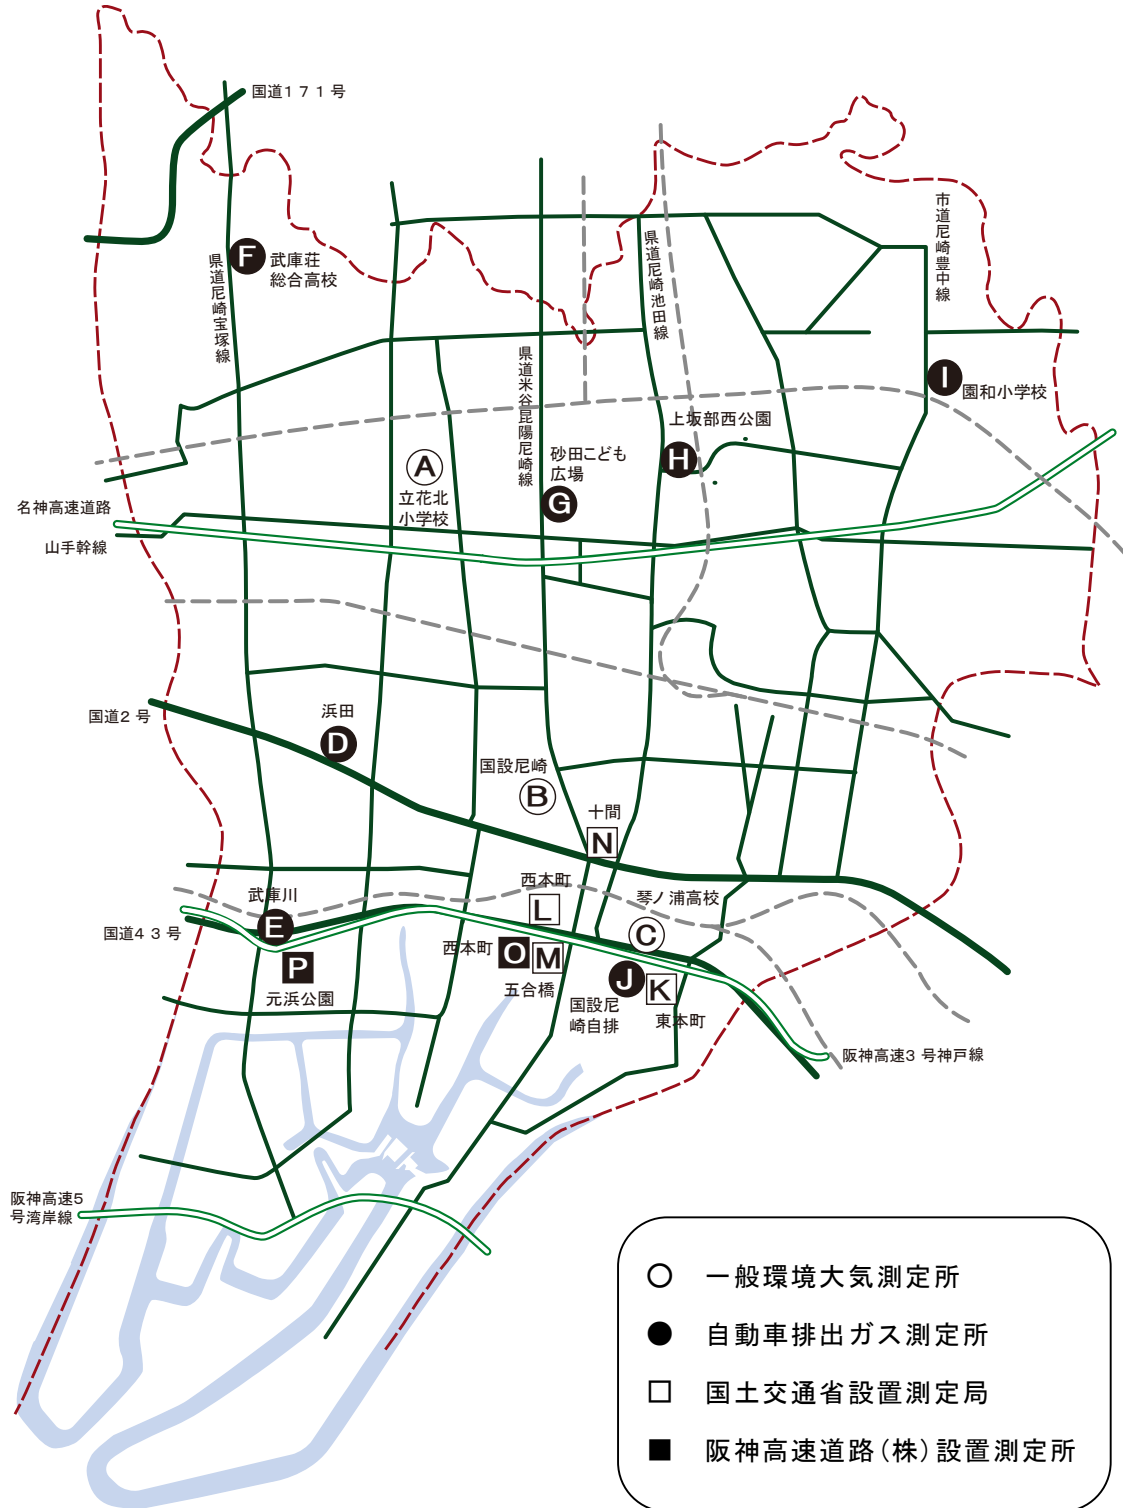 国道171号
市道尼崎豊中線
県道尼崎池田線
県道尼崎宝塚線
F
武庫荘
総合高校
県道米谷昆陽尼崎線
I
園和小学校
上坂部西公園
H
A
立花北
小学校
砂田こども
広場
G
名神高速道路
山手幹線
国道2号
浜田
D
国設尼崎
B
十間
N
武庫川
E
国道43号
P
元浜公園
西本町
L
琴ノ浦高校
C
西本町
O
M
五合橋
J
国設尼
崎自排
K
東本町
阪神高速3号神戸線
阪神高速5
号湾岸線
一般環境大気測定所
自動車排出ガス測定所
国土交通省設置測定局
阪神高速道路(株)設置測定所